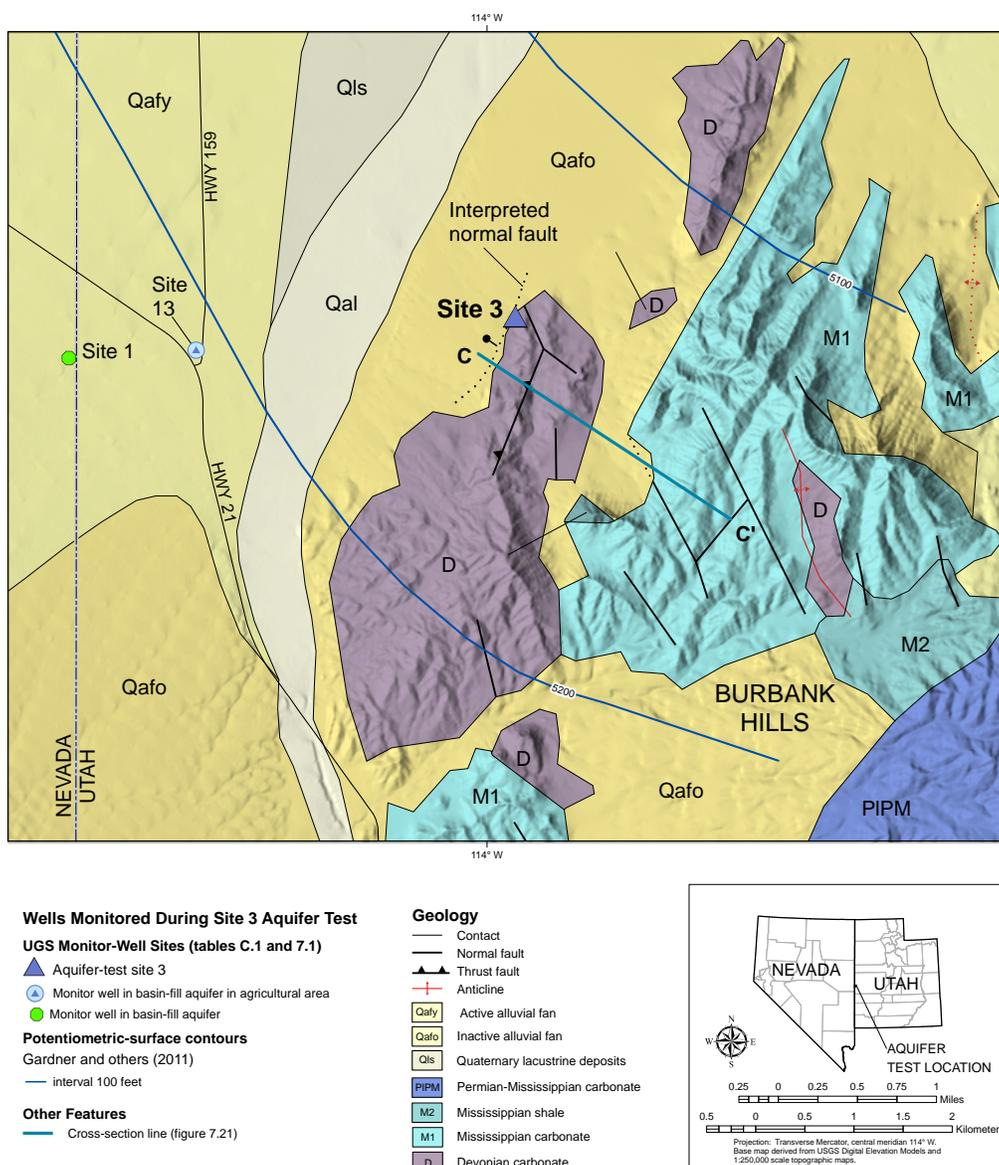 114° W
Qafy
Qls
HWY 159
D
Qafo
Interpreted
normal fault
Site
13
Qal
Site 3
D
5100
M1
Site 1
C
M1
HWY 21
D
C'
D
M2
Qafo
5200
BURBANK
HILLS
NEVADA
UTAH
D
M1
Qafo
PIPM
114° W
Wells Monitored During Site 3 Aquifer Test
UGS Monitor-Well Sites (tables C.1 and 7.1)
Aquifer-test site 3
Monitor well in basin-fill aquifer in agricultural area
Monitor well in basin-fill aquifer
Potentiometric-surface contours
Gardner and others (2011)
interval 100 feet
Other Features
Cross-section line (figure 7.21)
Geology
Contact
Normal fault
Thrust fault
Anticline
Qafy Active alluvial fan
Qafo Inactive alluvial fan
Qls Quaternary lacustrine deposits
PIPM Permian-Mississippian carbonate
M2 Mississippian shale
M1 Mississippian carbonate
D Devonian carbonate
NEVADA
UTAH
N
W E
S
AQUIFER
TEST LOCATION
0.25 0 0.25 0.5 0.75 1
Miles
0.5 0 0.5 1 1.5 2
Kilometer
Projection: Transverse Mercator, central meridian 114° W.
Base map derived from USGS Digital Elevation Models and
1:250,000 scale topographic maps.